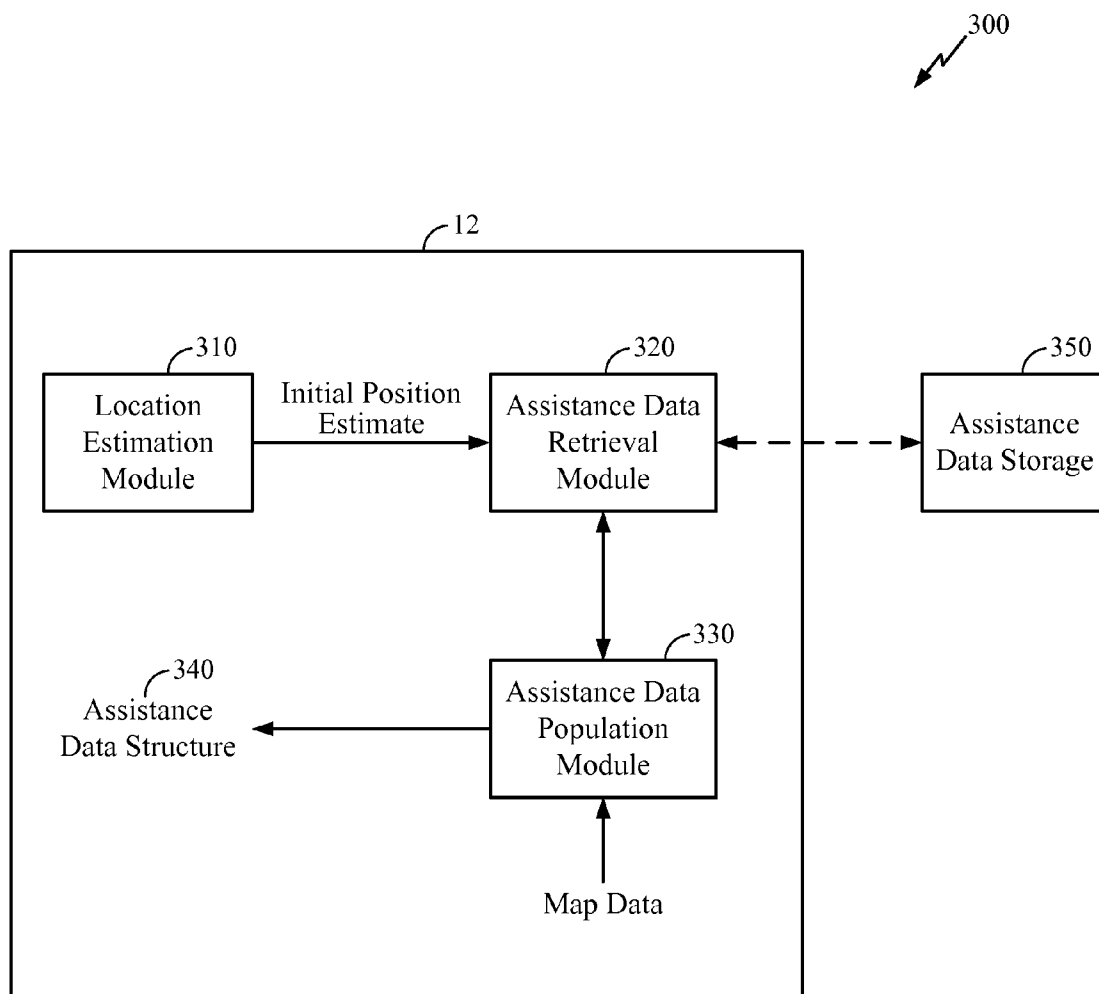 300
12
310
320
350
Location
Estimation
Module
Initial Position
Estimate
Assistance Data
Retrieval
Module
Assistance
Data Storage
340
Assistance
Data Structure
330
Assistance Data
Population
Module
Map Data